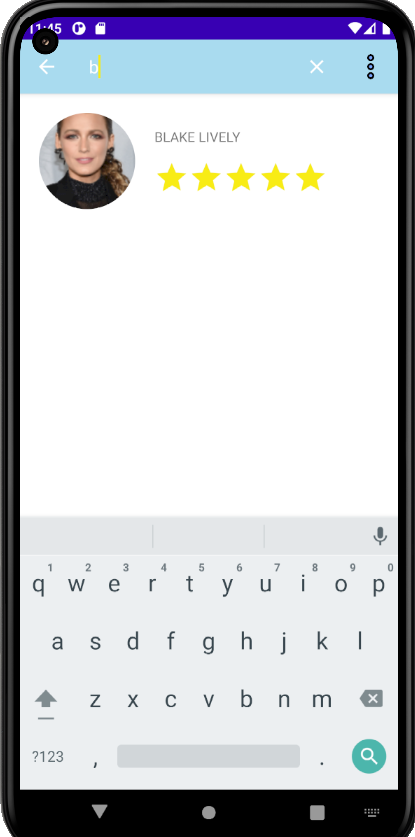 11:45
b
BLAKE LIVELY
1 2 3 4 5 6 7 8 9 0
q w e r t y u i o p
a s d f g h j k l
z x c v b n m
?123 , .